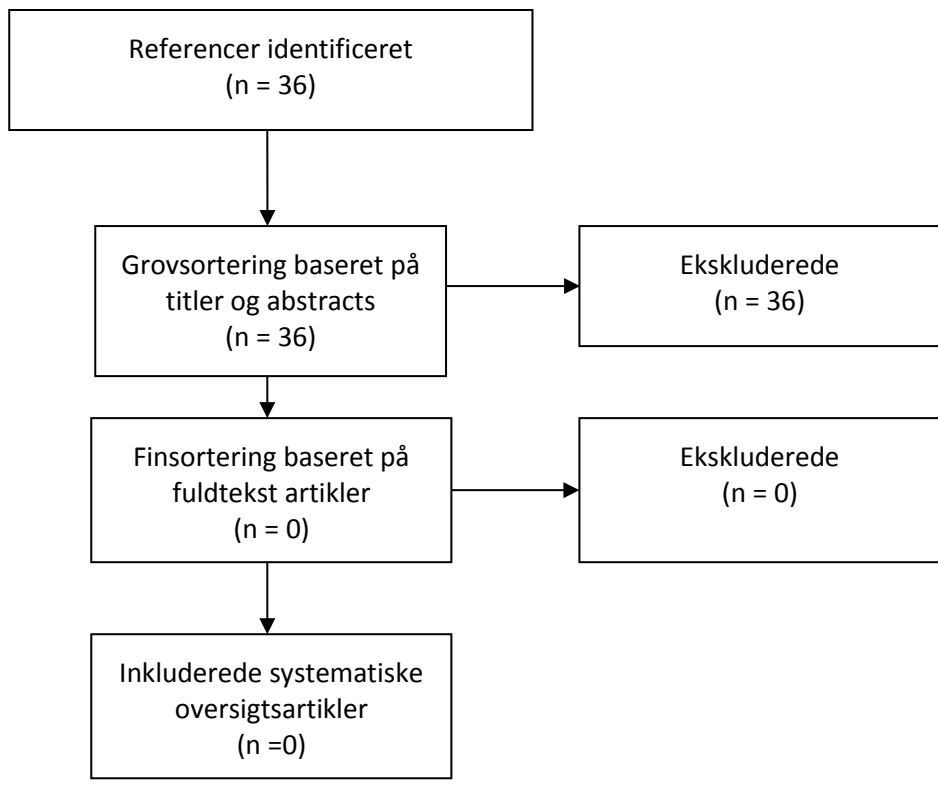 Referencer identificeret
(n = 36)
Grovsortering baseret på
titler og abstracts
(n = 36)
Ekskluderede
(n = 36)
Finsortering baseret på
fuldtekst artikler
(n = 0)
Ekskluderede
(n = 0)
Inkluderede systematiske
oversigtsartikler
(n =0)